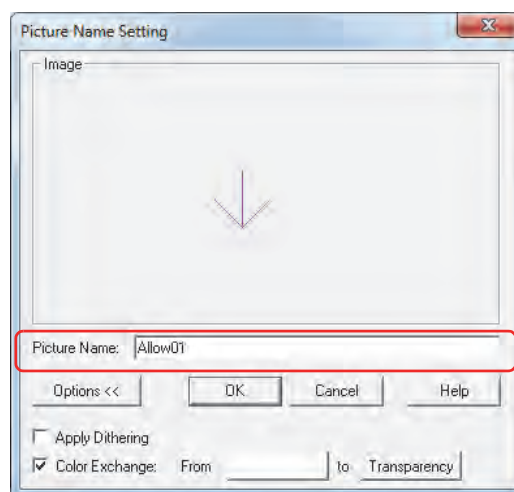 Picture Name Setting
Image
Picture Name: Allow01
Options << OK Cancel Help
Apply Dithering
Color Exchange: From to Transparency